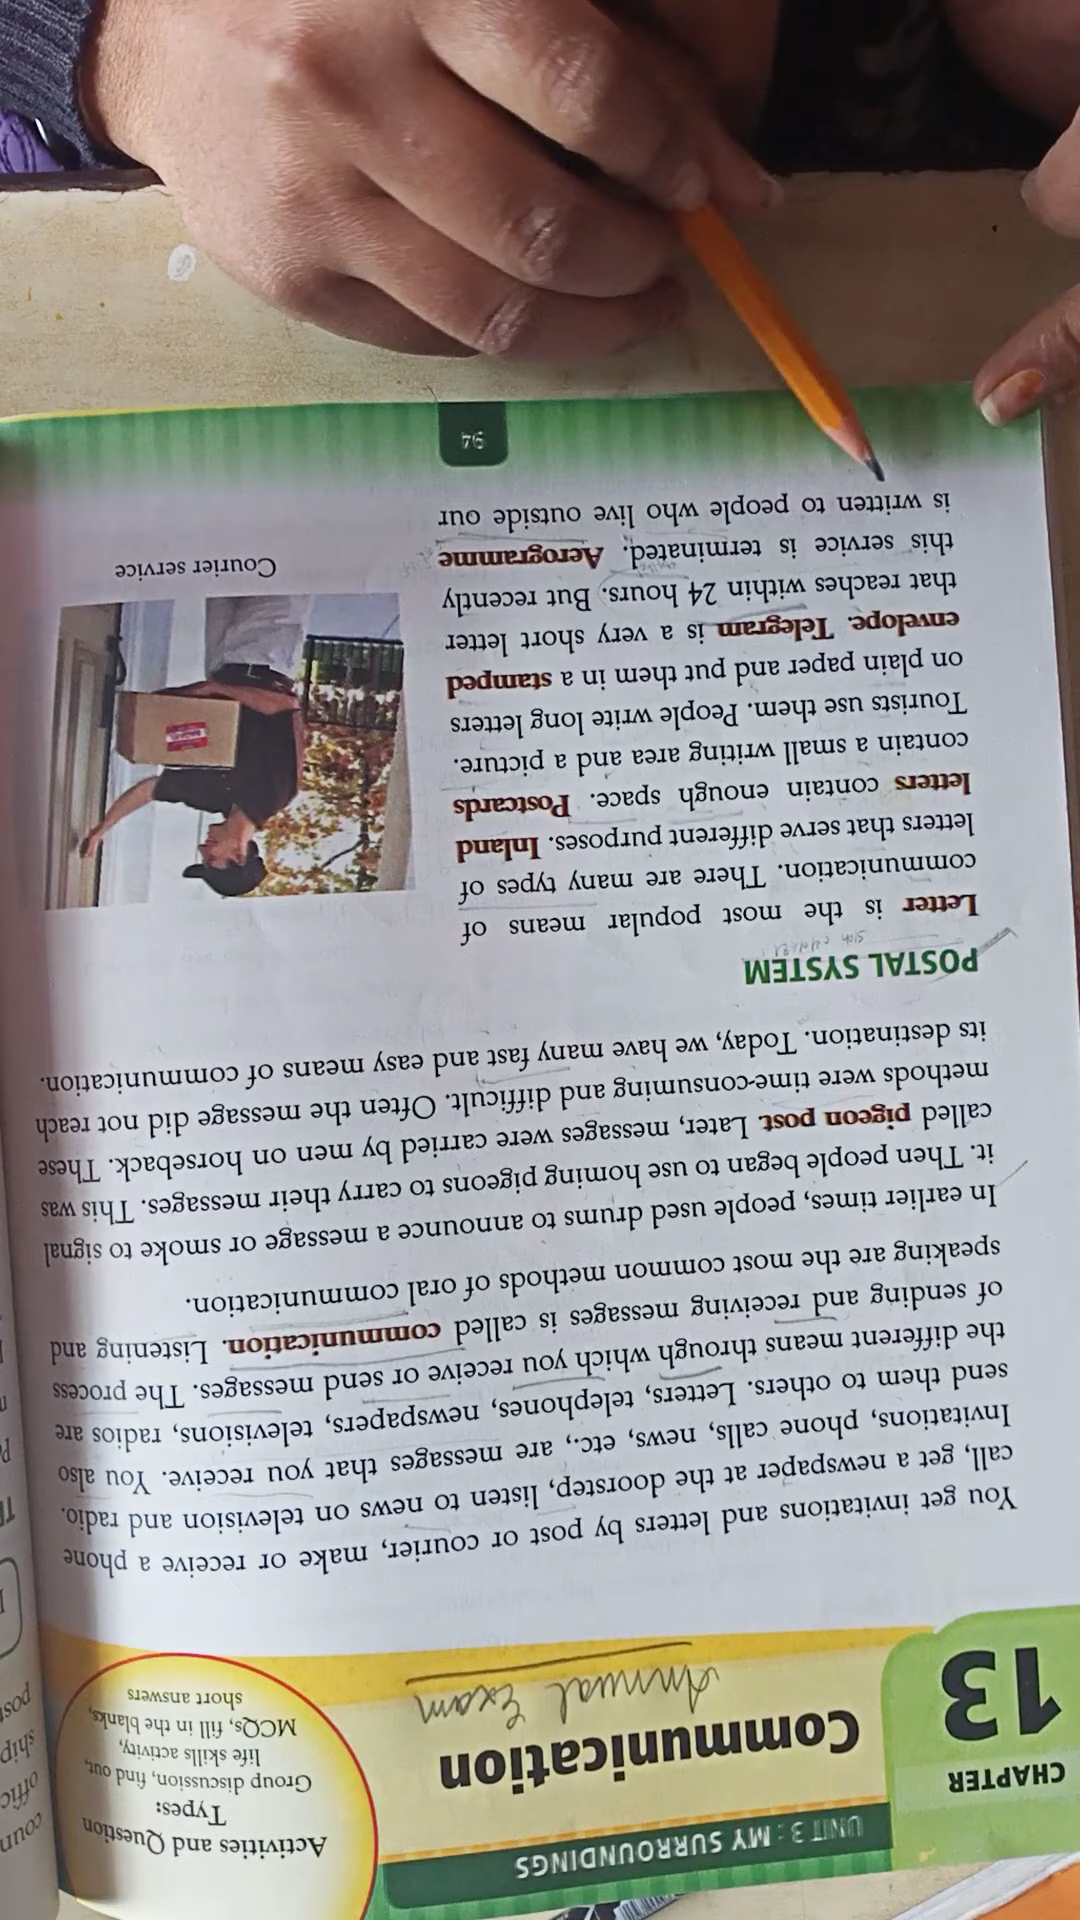 UNIT 3 : MY SURROUNDINGS
CHAPTER
13
Communication
Annual Exam
Activities and Question
Types:
Group discussion, find out,
life skills activity,
MCQs, fill in the blanks,
short answers
You get invitations and letters by post or courier, make or receive a phone
call, get a newspaper at the doorstep, listen to news on television and radio.
Invitations, phone calls, news, etc., are messages that you receive. You also
send them to others. Letters, telephones, newspapers, televisions, radios are
the different means through which you receive or send messages. The process
of sending and receiving messages is called communication. Listening and
speaking are the most common methods of oral communication.
In earlier times, people used drums to announce a message or smoke to signal
it. Then people began to use homing pigeons to carry their messages. This was
called pigeon post. Later, messages were carried by men on horseback. These
methods were time-consuming and difficult. Often the message did not reach
its destination. Today, we have many fast and easy means of communication.
POSTAL SYSTEM
Letter is the most popular means of
communication. There are many types of
letters that serve different purposes. Inland
letters contain enough space. Postcards
contain a small writing area and a picture.
Tourists use them. People write long letters
on plain paper and put them in a stamped
envelope. Telegram is a very short letter
that reaches within 24 hours. But recently
this service is terminated. Aerogramme
is written to people who live outside our
Courier service
94